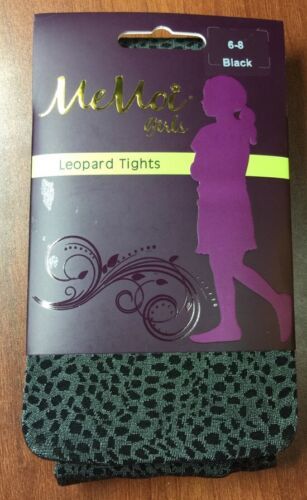 6-8
Black
MeMoi
girls
Leopard Tights